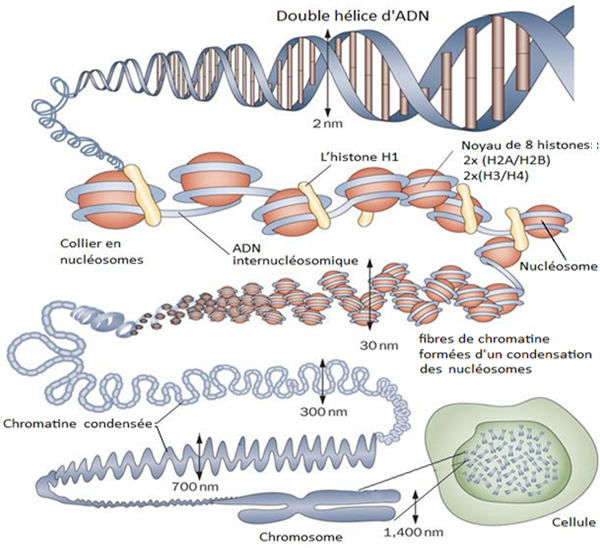 Double hélice d'ADN
2 nm
L'histone H1
Noyau de 8 histones :
2x (H2A/H2B)
2x(H3/H4)
Collier en
nucléosomes
ADN
internucléosomique
Nucléosome
30 nm
fibres de chromatine
formées d'un condensation
des nucléosomes
300 nm
Chromatine condensée
700 nm
Chromosome
1,400 nm
Cellule